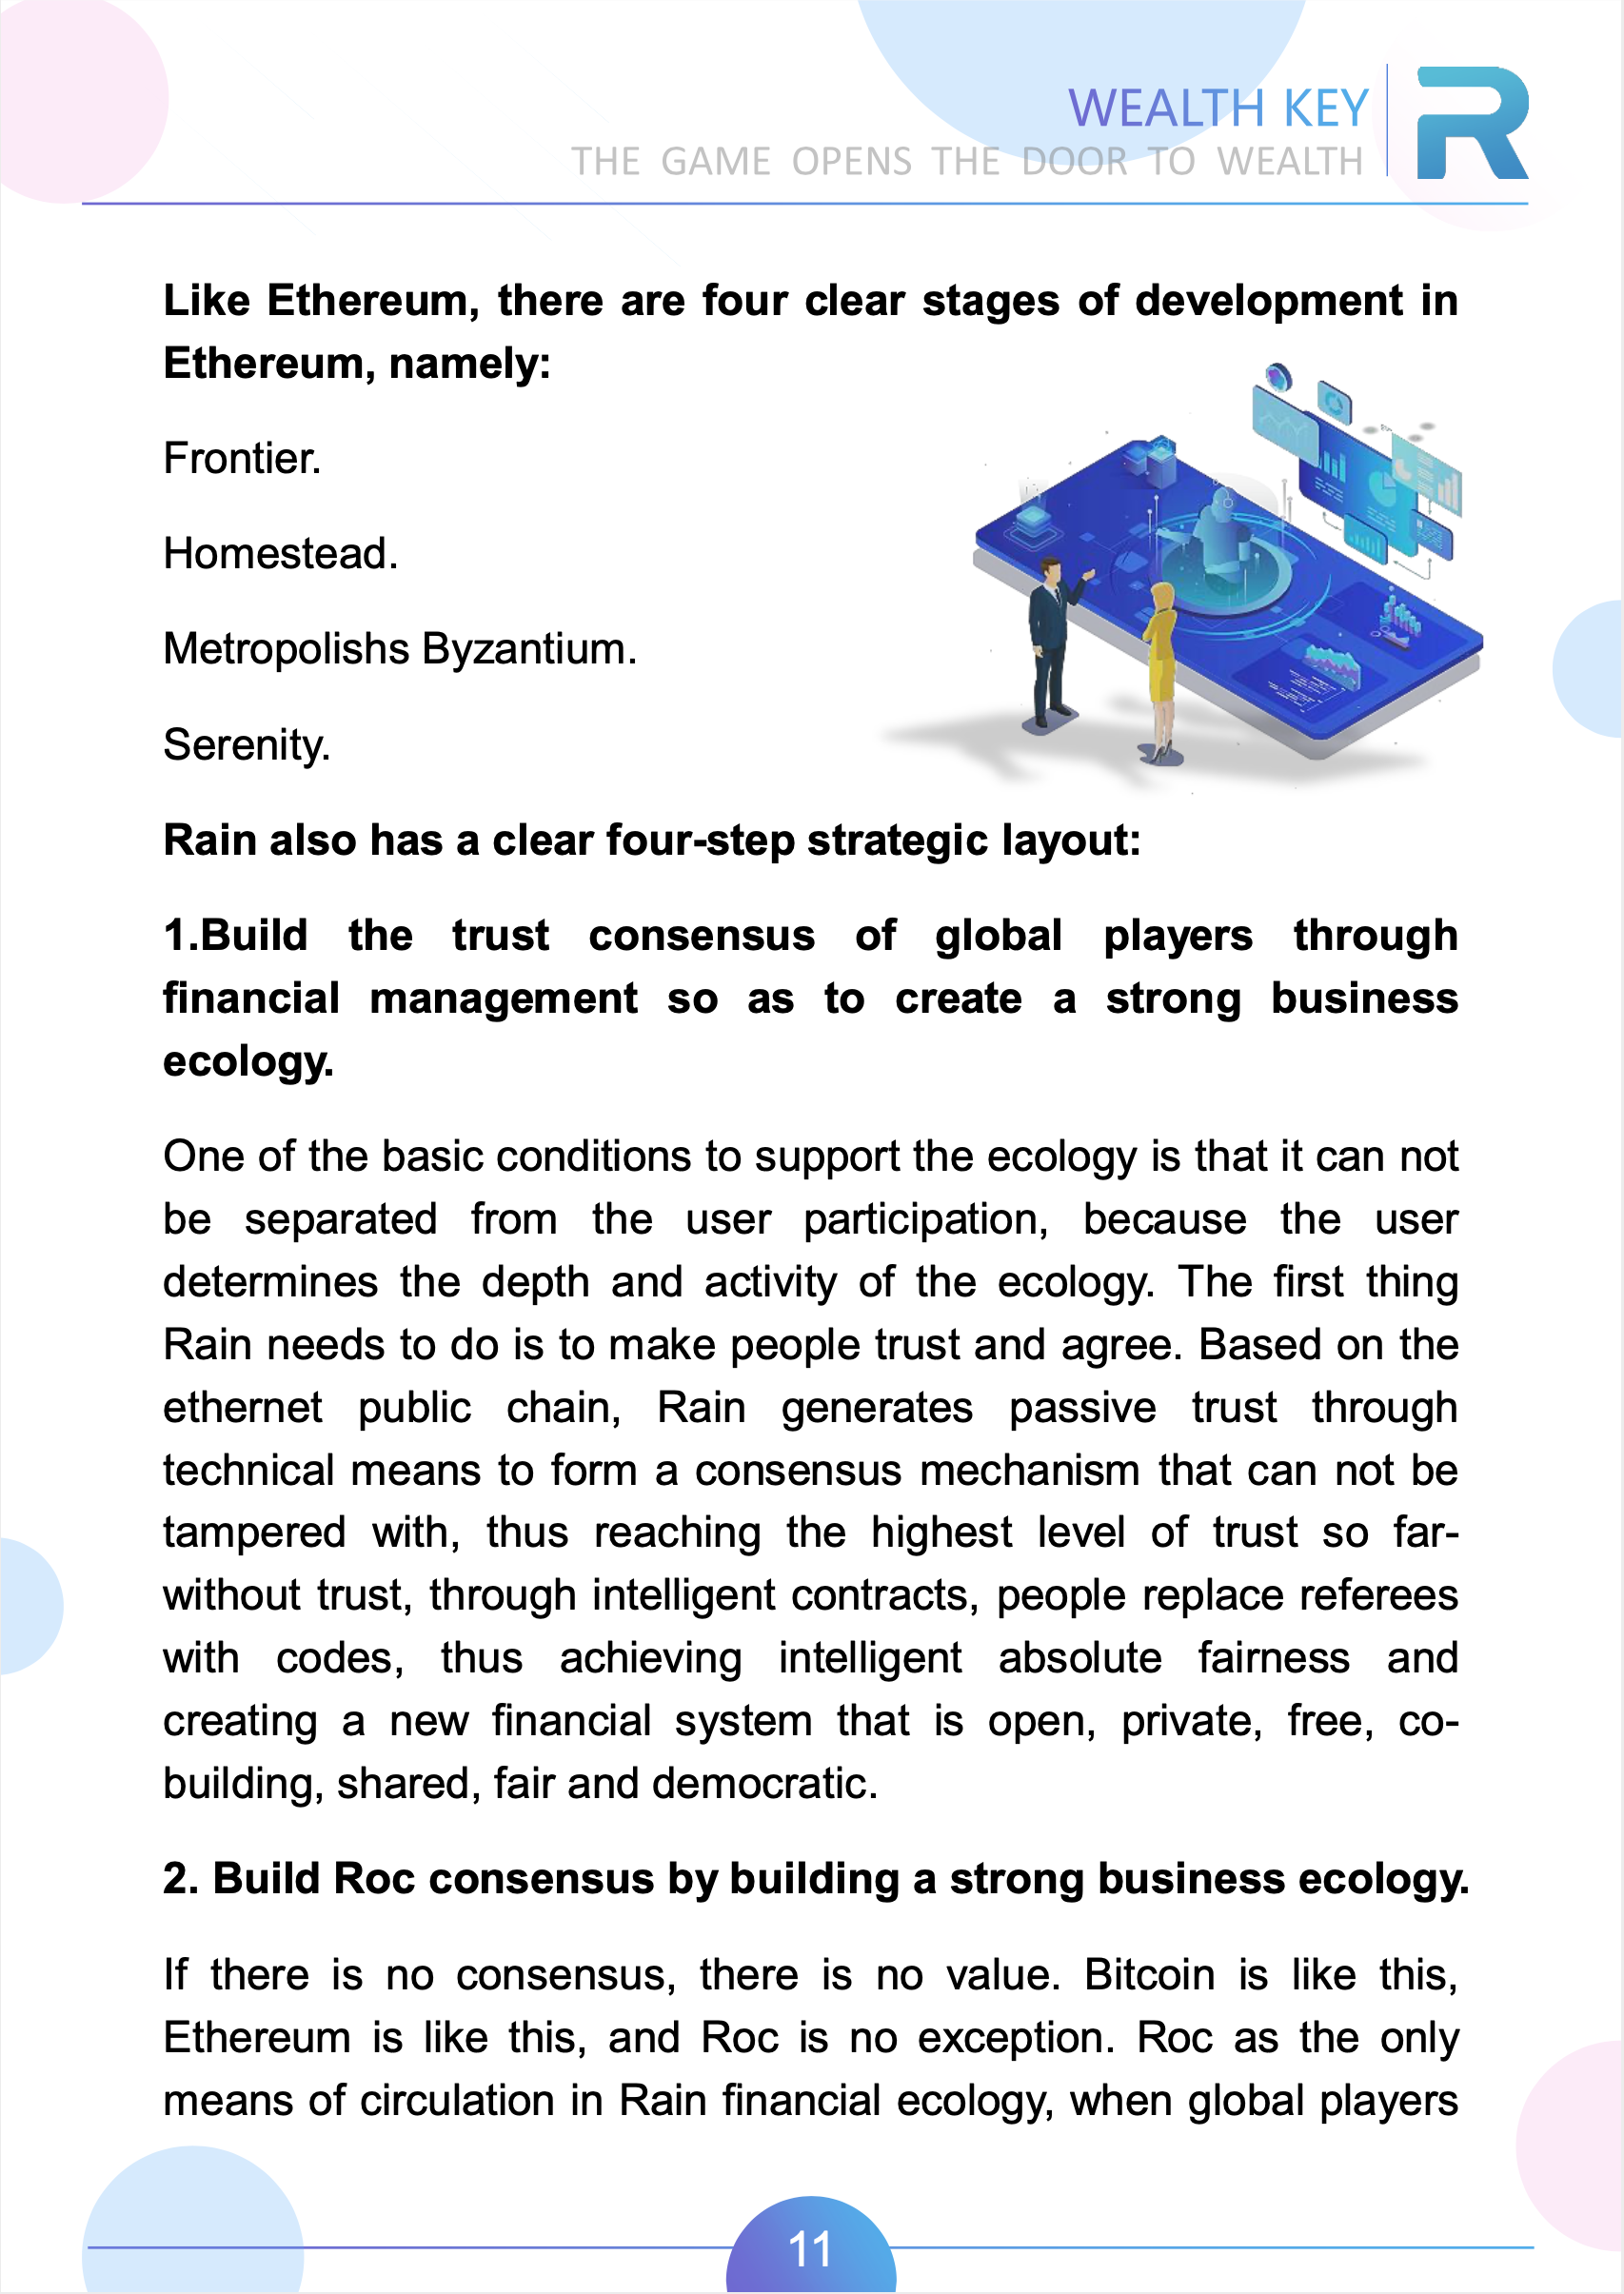 WEALTH KEY
THE GAME OPENS THE DOOR TO WEALTH
Like Ethereum, there are four clear stages of development in
Ethereum, namely:
Frontier.
Homestead.
Metropolishs Byzantium.
Serenity.
Rain also has a clear four-step strategic layout:
1.Build the trust consensus of global players through
financial management so as to create a strong business
ecology.
One of the basic conditions to support the ecology is that it can not
be separated from the user participation, because the user
determines the depth and activity of the ecology. The first thing
Rain needs to do is to make people trust and agree. Based on the
ethernet public chain, Rain generates passive trust through
technical means to form a consensus mechanism that can not be
tampered with, thus reaching the highest level of trust so far-
without trust, through intelligent contracts, people replace referees
with codes, thus achieving intelligent absolute fairness and
creating a new financial system that is open, private, free, co-
building, shared, fair and democratic.
2. Build Roc consensus by building a strong business ecology.
If there is no consensus, there is no value. Bitcoin is like this,
Ethereum is like this, and Roc is no exception. Roc as the only
means of circulation in Rain financial ecology, when global players
11